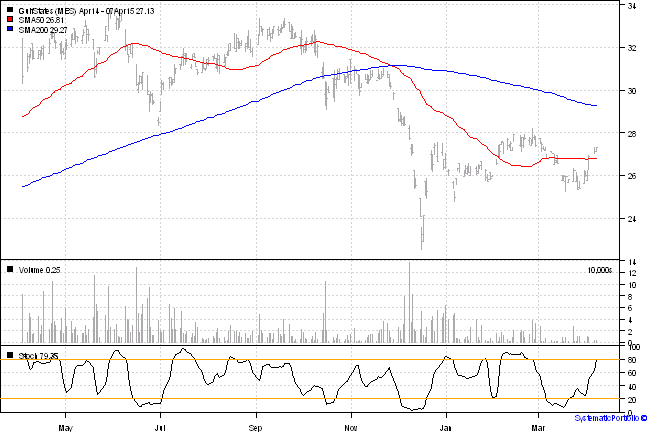 GulfStates (MES) Apr14 - 07Apr15 27.13
SMA50 26.81
SMA200 29.27
34
32
30
28
26
24
Volume 0.25
10,000s
14
12
10
8
6
4
2
0
Stoch 79.35
100
80
60
40
20
0
May
Jul
Sep
Nov
Jan
Mar
SystematicPortfolio ©